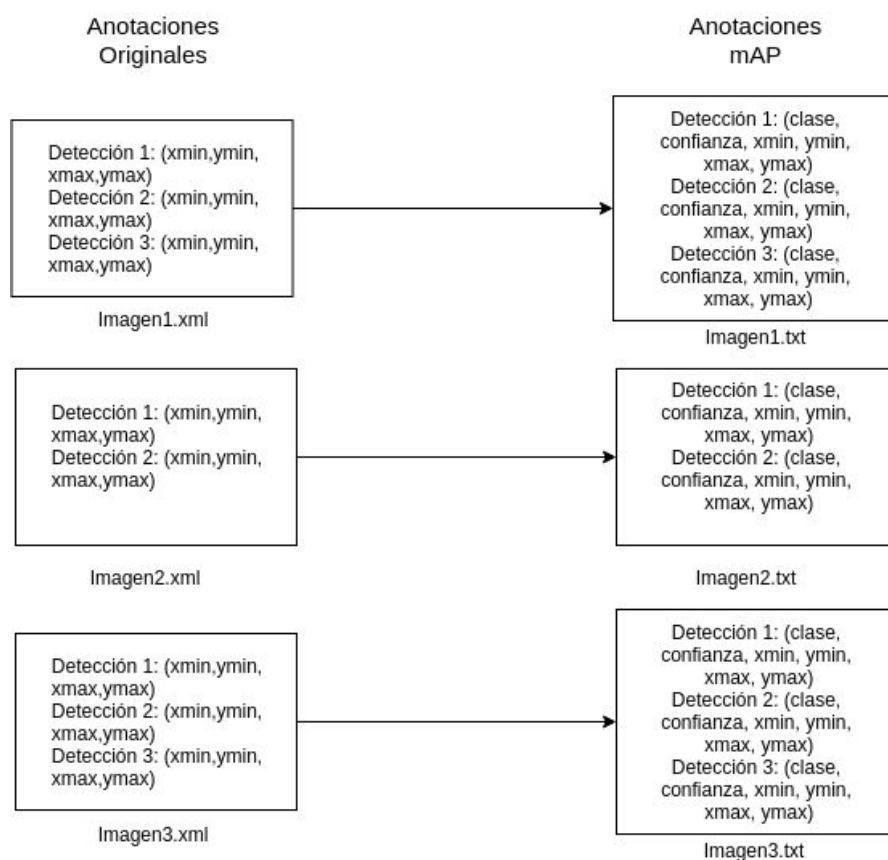 Anotaciones
Originales
Anotaciones
mAP
Detección 1: (xmin,ymin,
xmax,ymax)
Detección 2: (xmin,ymin,
xmax,ymax)
Detección 3: (xmin,ymin,
xmax,ymax)
Imagen1.xml
Detección 1: (clase,
confianza, xmin, ymin,
xmax, ymax)
Detección 2: (clase,
confianza, xmin, ymin,
xmax, ymax)
Detección 3: (clase,
confianza, xmin, ymin,
xmax, ymax)
Imagen1.txt
Detección 1: (xmin,ymin,
xmax,ymax)
Detección 2: (xmin,ymin,
xmax,ymax)
Imagen2.xml
Detección 1: (clase,
confianza, xmin, ymin,
xmax, ymax)
Detección 2: (clase,
confianza, xmin, ymin,
xmax, ymax)
Imagen2.txt
Detección 1: (xmin,ymin,
xmax,ymax)
Detección 2: (xmin,ymin,
xmax,ymax)
Detección 3: (xmin,ymin,
xmax,ymax)
Imagen3.xml
Detección 1: (clase,
confianza, xmin, ymin,
xmax, ymax)
Detección 2: (clase,
confianza, xmin, ymin,
xmax, ymax)
Detección 3: (clase,
confianza, xmin, ymin,
xmax, ymax)
Imagen3.txt